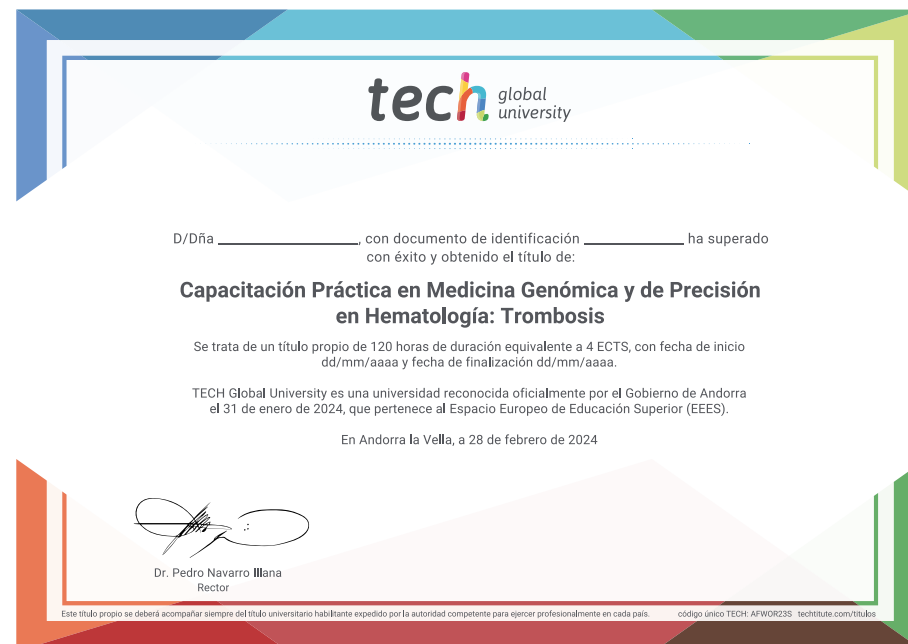 tech global university
D/Dña ____________________, con documento de identificación ______________ ha superado
con éxito y obtenido el título de:
Capacitación Práctica en Medicina Genómica y de Precisión
en Hematología: Trombosis
Se trata de un título propio de 120 horas de duración equivalente a 4 ECTS, con fecha de inicio
dd/mm/aaaa y fecha de finalización dd/mm/aaaa.
TECH Global University es una universidad reconocida oficialmente por el Gobierno de Andorra
el 31 de enero de 2024, que pertenece al Espacio Europeo de Educación Superior (EEES).
En Andorra la Vella, a 28 de febrero de 2024
Dr. Pedro Navarro Illana
Rector
Este título propio se deberá acompañar siempre del título universitario habilitante expedido por la autoridad competente para ejercer profesionalmente en cada país. código único TECH: AFWOR23S techtitute.com/titulos